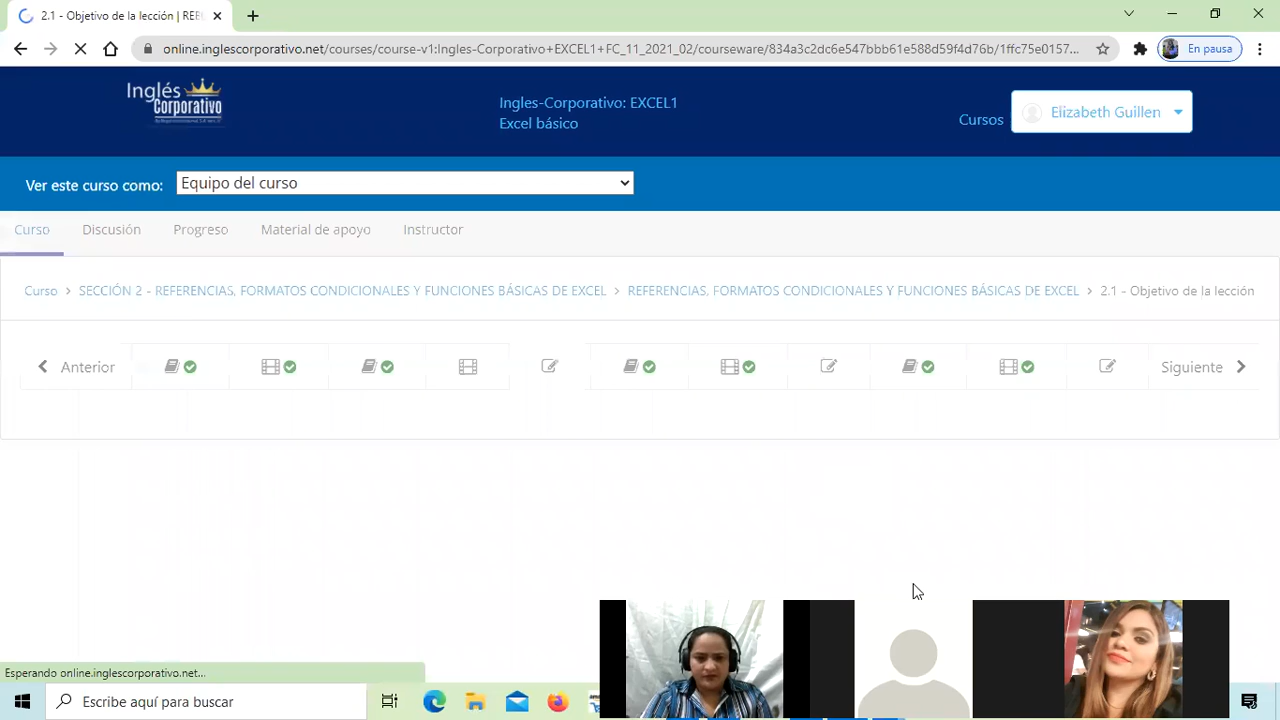 2.1 - Objetivo de la lección | REB
online.inglescorporativo.net/courses/course-v1:Ingles-Corporativo+EXCEL1+FC_11_2021_02/courseware/834a3c2dc6e547bbb61e588d59f4d76b/1ffc75e0157...
En pausa
Inglés
Corporativo
Ingles-Corporativo: EXCEL1
Excel básico
Cursos
Elizabeth Guillen
Ver este curso como:
Equipo del curso
Curso
Discusión
Progreso
Material de apoyo
Instructor
Curso > SECCIÓN 2 - REFERENCIAS, FORMATOS CONDICIONALES Y FUNCIONES BÁSICAS DE EXCEL > REFERENCIAS, FORMATOS CONDICIONALES Y FUNCIONES BÁSICAS DE EXCEL > 2.1 - Objetivo de la lección
Anterior
Siguiente
Esperando online.inglescorporativo.net...
Escribe aquí para buscar